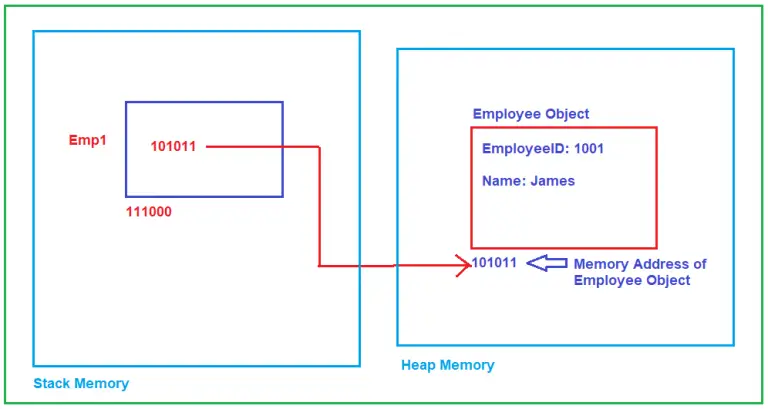 Emp1
101011
111000
Stack Memory
Employee Object
EmployeeID: 1001
Name: James
101011
Memory Address of
Employee Object
Heap Memory